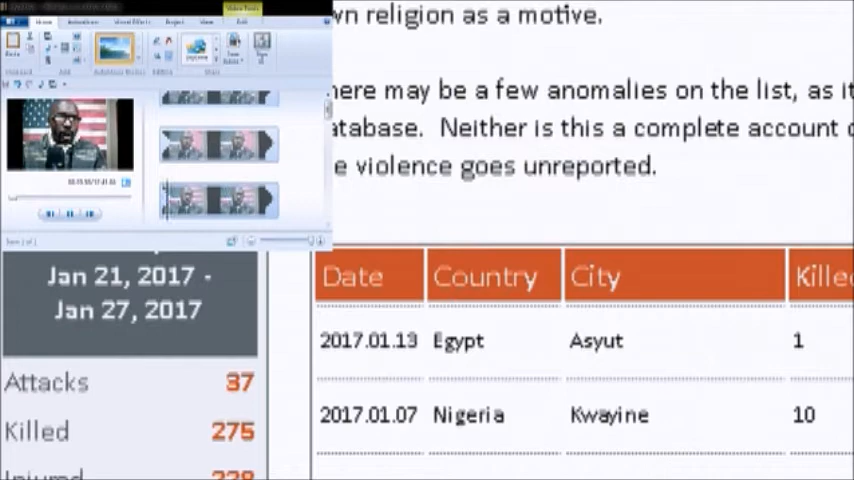 wn religion as a motive.
here may be a few anomalies on the list, as it
atabase. Neither is this a complete account o
e violence goes unreported.
Jan 21, 2017 -
Jan 27, 2017
Attacks 37
Killed 275
Injured 228
Date Country City Kille
2017.01.13 Egypt Asyut 1
2017.01.07 Nigeria Kwayine 10